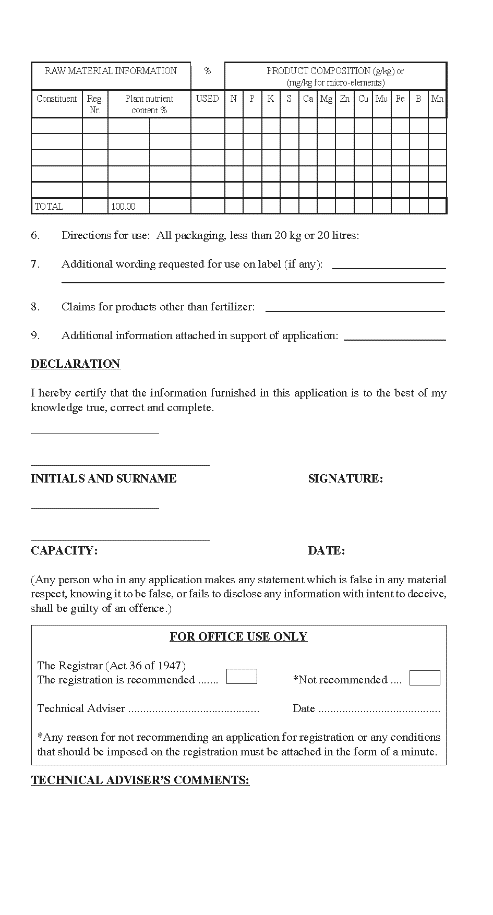 RAW MATERIAL INFORMATION % PRODUCT COMPOSITION (g/kg) or
(mg/kg for micro-elements)
Constituent Reg Plant nutrient USED N P K S Ca Mg Zn Cu Mo Fe B Mn
Nr. content %
TOTAL 100.00
6. Directions for use: All packaging, less than 20 kg or 20 litres:
7. Additional wording requested for use on label (if any):
8. Claims for products other than fertilizer:
9. Additional information attached in support of application:
DECLARATION
I hereby certify that the information furnished in this application is to the best of my
knowledge true, correct and complete.
INITIALS AND SURNAME SIGNATURE:
CAPACITY: DATE:
(Any person who in any application makes any statement which is false in any material
respect, knowing it to be false, or fails to disclose any information with intent to deceive,
shall be guilty of an offence.)
FOR OFFICE USE ONLY
The Registrar (Act 36 of 1947)
The registration is recommended ....... *Not recommended ....
Technical Adviser ............................................. Date ..........................................
*Any reason for not recommending an application for registration or any conditions
that should be imposed on the registration must be attached in the form of a minute.
TECHNICAL ADVISER'S COMMENTS: